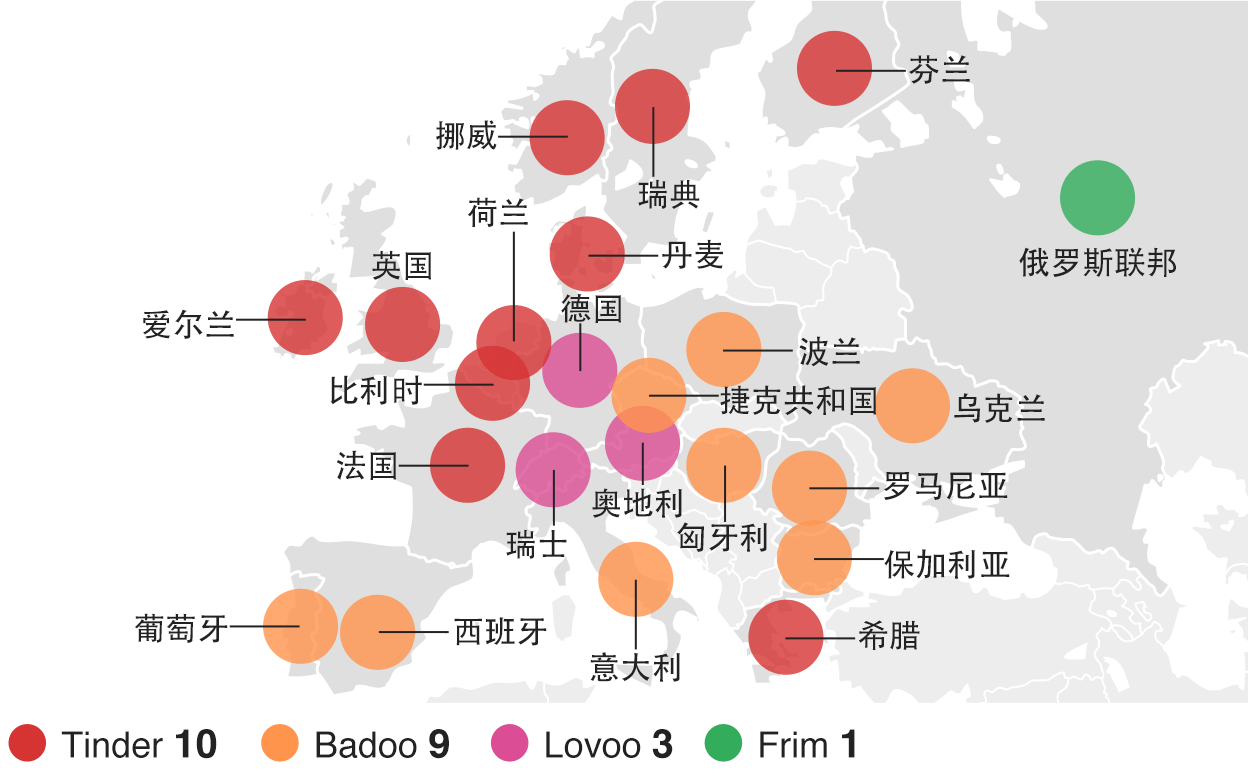 芬兰
挪威
瑞典
荷兰
丹麦
英国
俄罗斯联邦
德国
爱尔兰
波兰
比利时
捷克共和国
乌克兰
法国
罗马尼亚
奥地利
匈牙利
瑞士
保加利亚
葡萄牙
西班牙
希腊
意大利
Tinder 10 Badoo 9 Lovoo 3 Frim 1